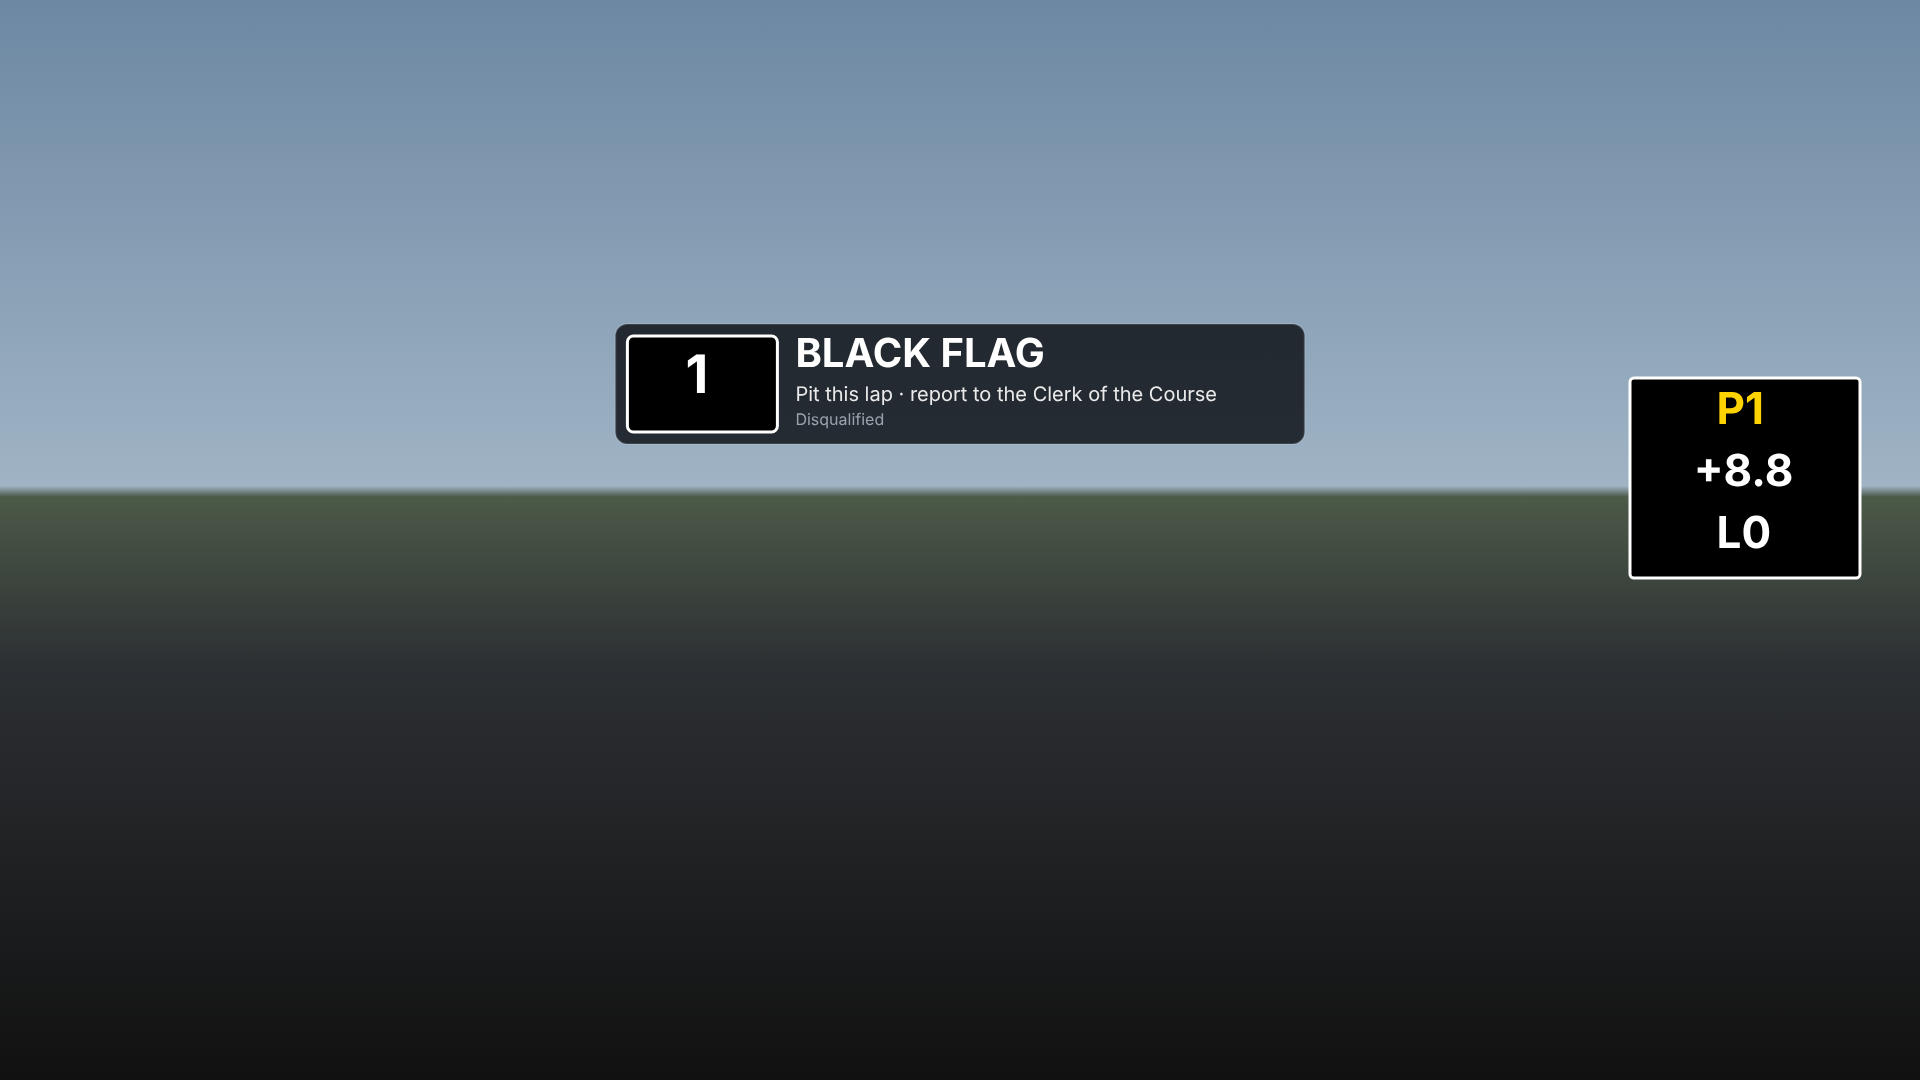 1
BLACK FLAG
Pit this lap · report to the Clerk of the Course
Disqualified
P1
+8.8
L0